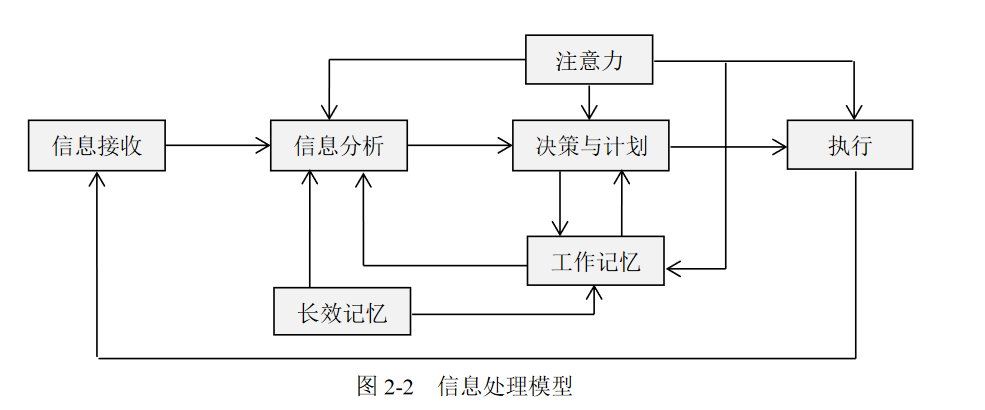 注意力
信息接收
信息分析
决策与计划
执行
工作记忆
长效记忆
图 2-2 信息处理模型